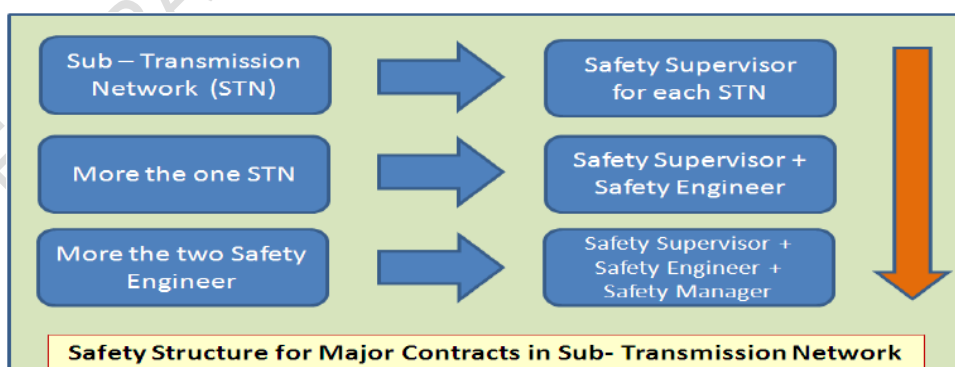 Sub – Transmission
Network (STN)
Safety Supervisor
for each STN
More the one STN
Safety Supervisor +
Safety Engineer
More the two Safety
Engineer
Safety Supervisor +
Safety Engineer +
Safety Manager
Safety Structure for Major Contracts in Sub- Transmission Network